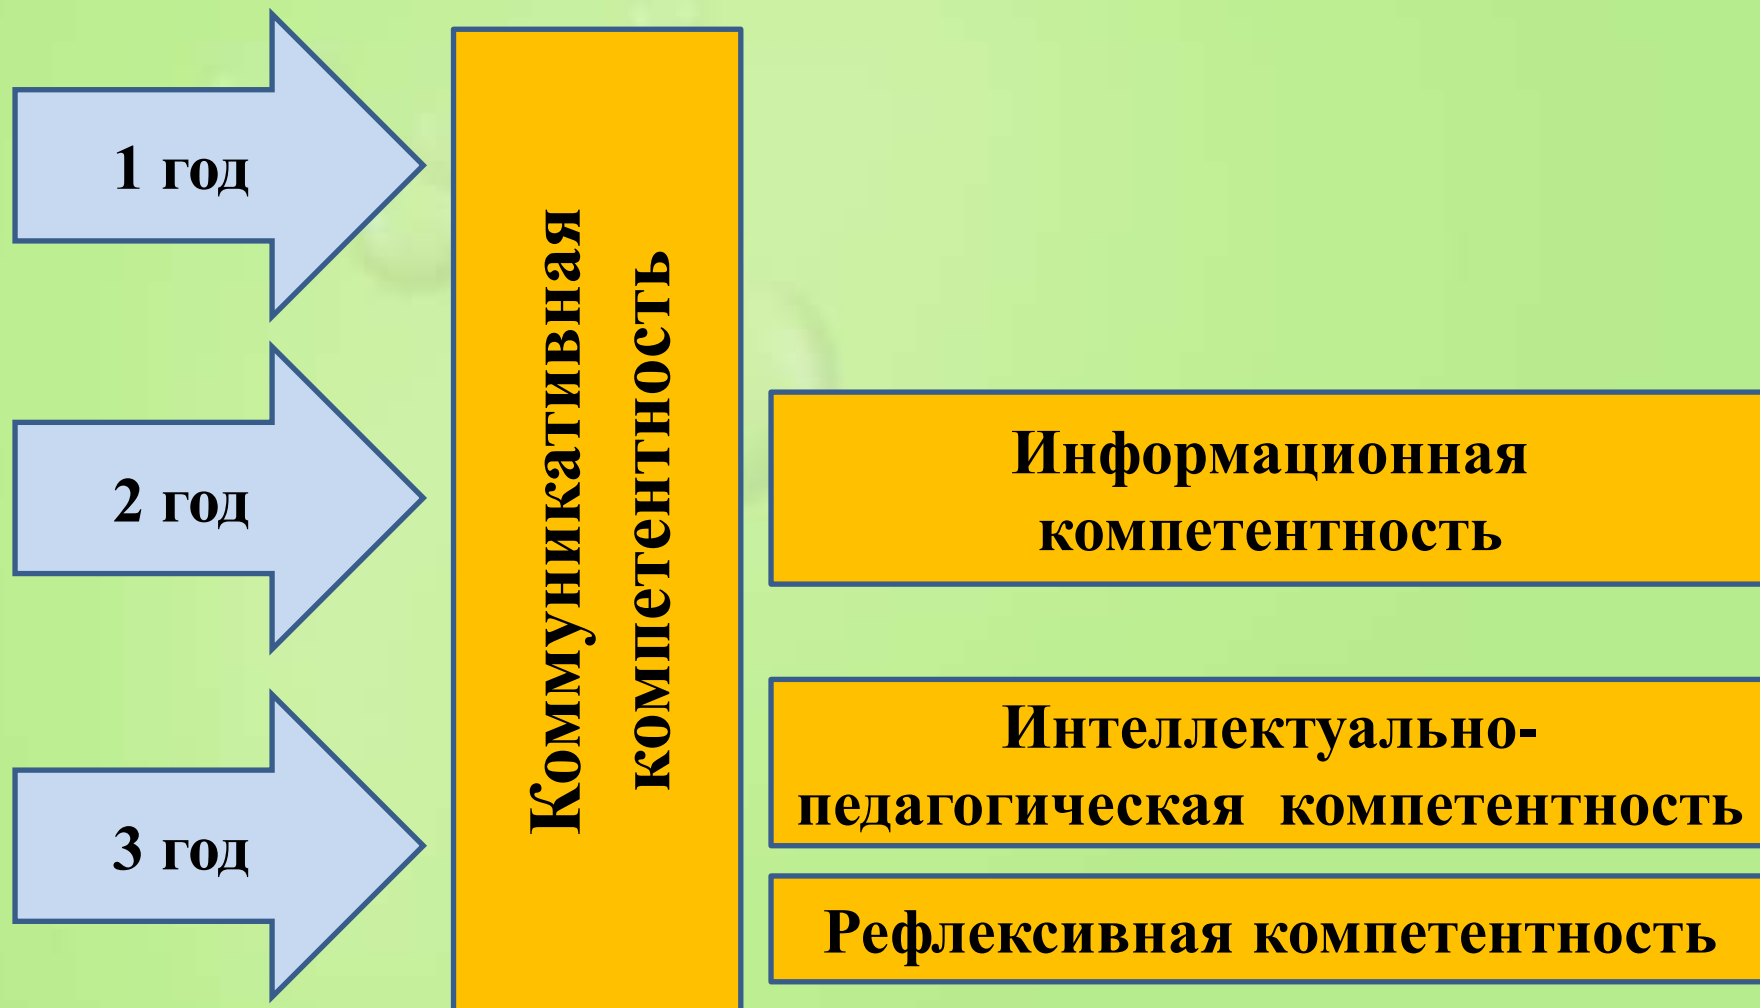 1 год
2 год
3 год
Коммуникативная
компетентность
Информационная
компетентность
Интеллектуально-
педагогическая компетентность
Рефлексивная компетентность